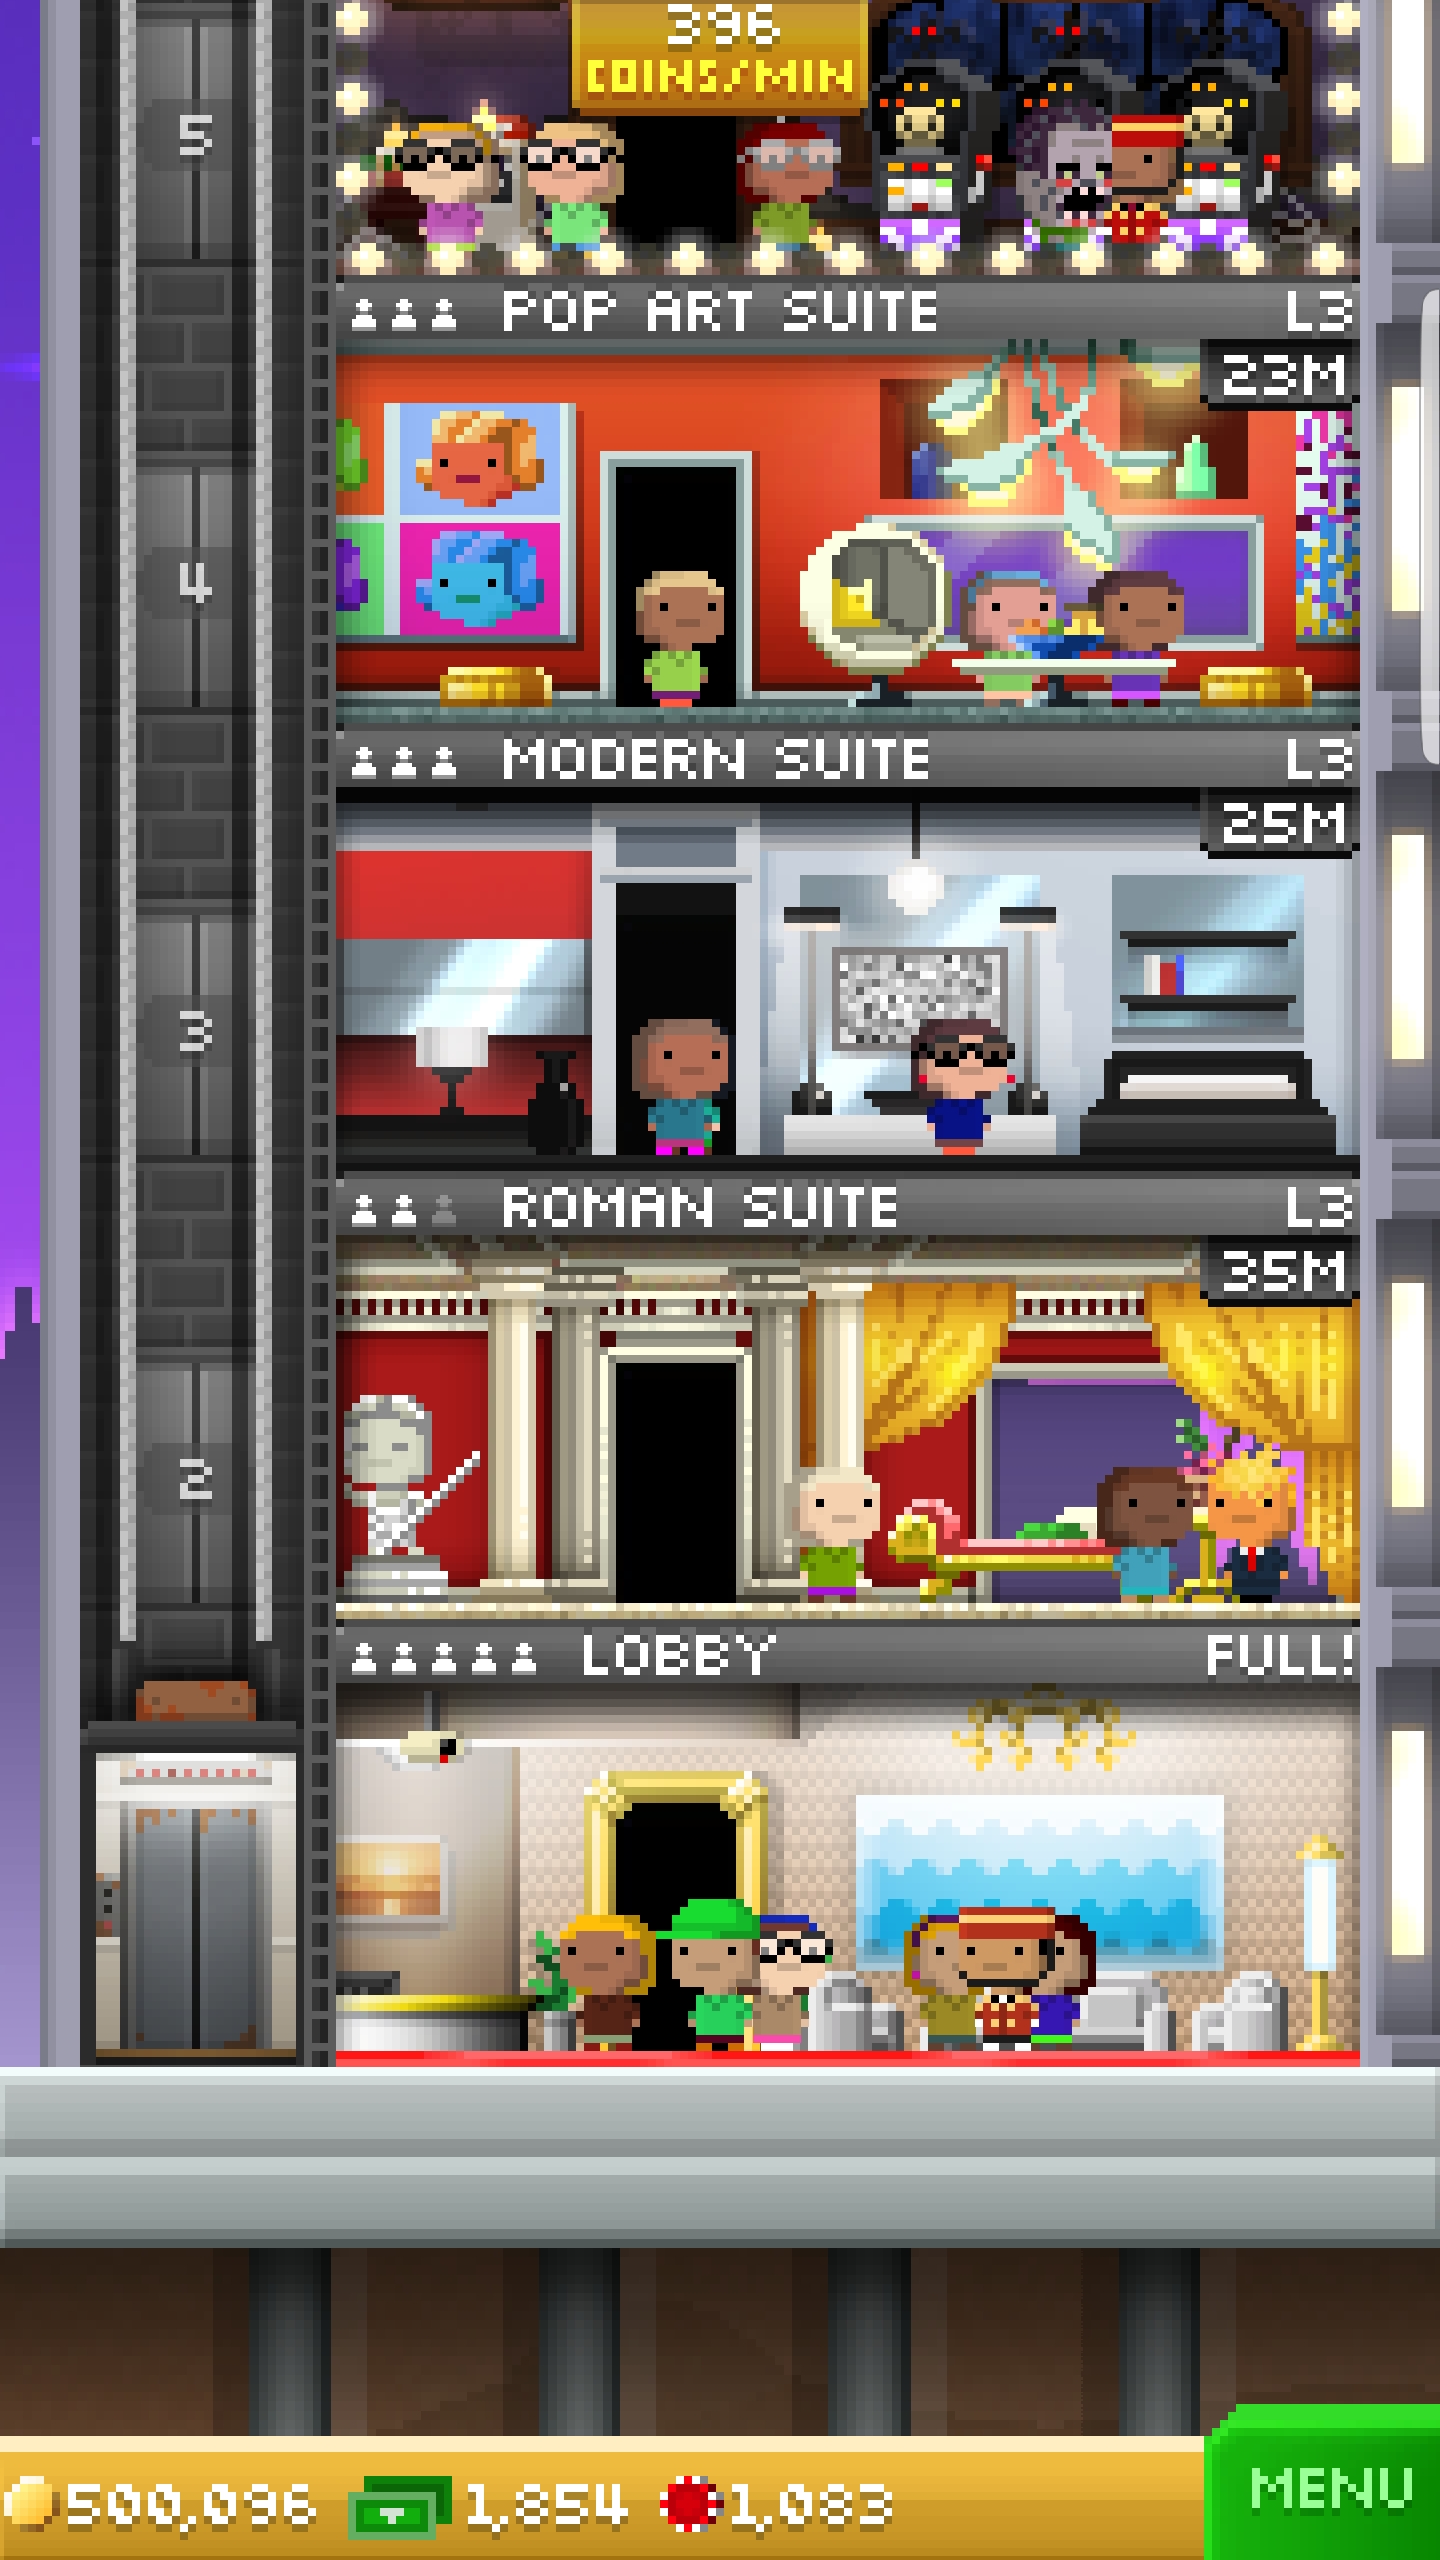 396
COINS/MIN
5
POP ART SUITE L3
23M
4
MODERN SUITE L3
25M
3
ROMAN SUITE L3
35M
2
LOBBY FULL!
500,096 1,854 1,083
MENU